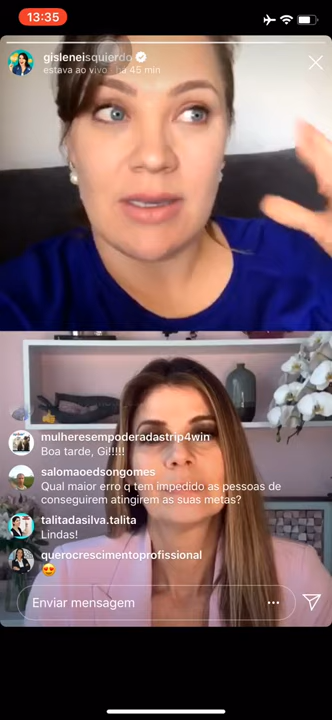 13:35
gisleneisquierdo
estava ao vivo há 45 min
mulheresempoderadastrip4win
Boa tarde, Gi!!!!!
salomaoedsongomes
Qual maior erro q tem impedido as pessoas de
conseguirem atingirem as suas metas?
talitadasilva.talita
Lindas!
querocrescimentoprofissional
😍
Enviar mensagem